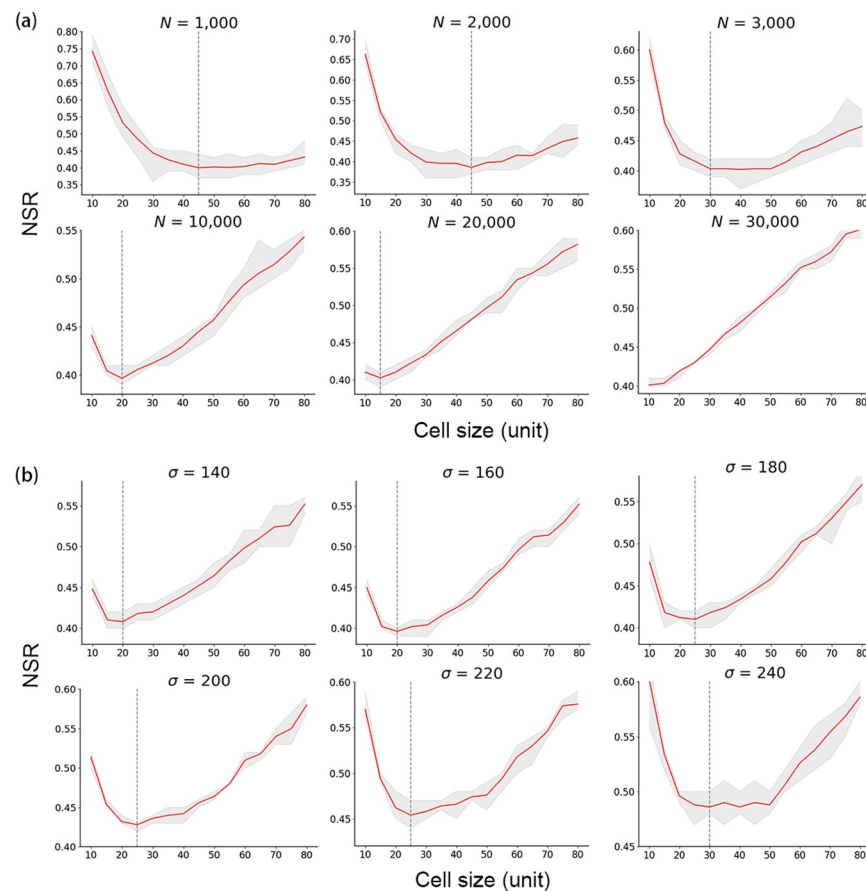 (a)
N = 1,000 N = 2,000 N = 3,000
0.80 0.75 0.70 0.65 0.60 0.55 0.50 0.45 0.40 0.35
0.70 0.65 0.60 0.55 0.50 0.45 0.40 0.35
0.60 0.55 0.50 0.45 0.40
10 20 30 40 50 60 70 80
10 20 30 40 50 60 70 80
10 20 30 40 50 60 70 80
NSR
N = 10,000 N = 20,000 N = 30,000
0.55 0.50 0.45 0.40
0.60 0.55 0.50 0.45 0.40
0.60 0.55 0.50 0.45 0.40
10 20 30 40 50 60 70 80
10 20 30 40 50 60 70 80
10 20 30 40 50 60 70 80
Cell size (unit)
(b)
σ = 140 σ = 160 σ = 180
0.55 0.50 0.45 0.40
0.55 0.50 0.45 0.40
0.55 0.50 0.45 0.40
10 20 30 40 50 60 70 80
10 20 30 40 50 60 70 80
10 20 30 40 50 60 70 80
NSR
σ = 200 σ = 220 σ = 240
0.60 0.55 0.50 0.45 0.40
0.60 0.55 0.50 0.45 0.40
0.60 0.55 0.50 0.45
10 20 30 40 50 60 70 80
10 20 30 40 50 60 70 80
10 20 30 40 50 60 70 80
Cell size (unit)